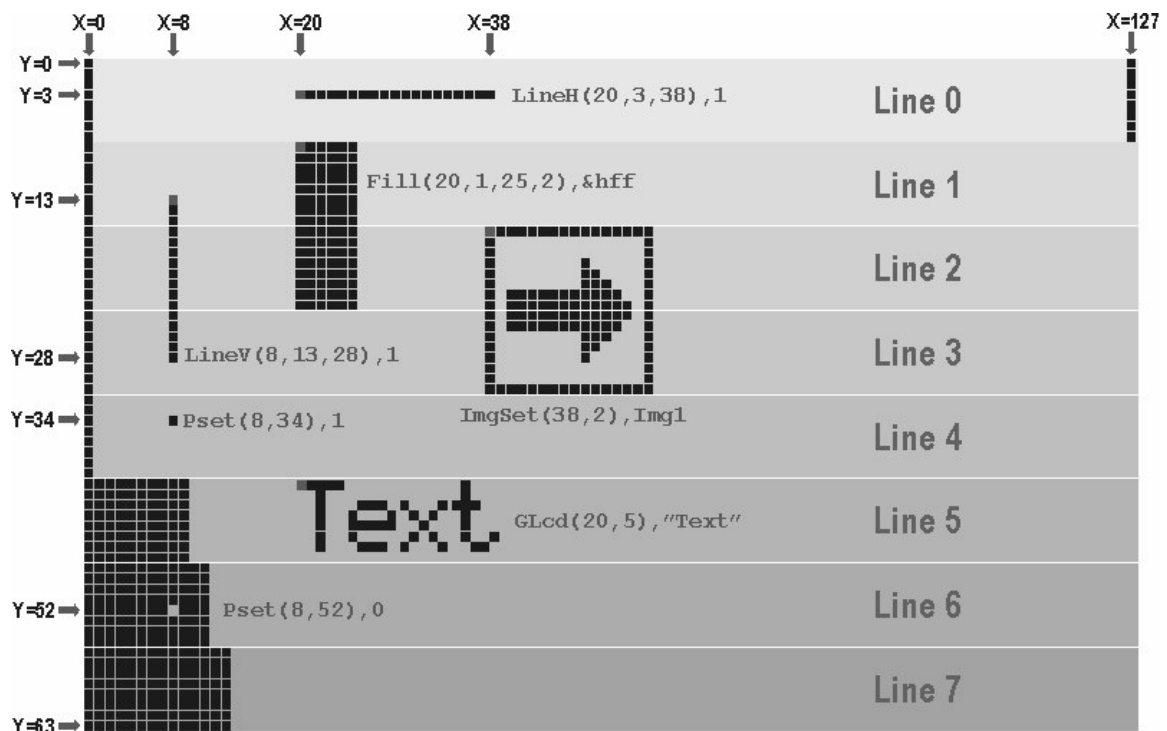 X=0 X=8 X=20 X=38 X=127
Y=0
Y=3 LineH(20,3,38),1 Line 0
Fill(20,1,25,2),&hff Line 1
Y=13
Line 2
Y=28 LineV(8,13,28),1 Line 3
Y=34 Pset(8,34),1 ImgSet(38,2),Img1 Line 4
Text GLcd(20,5),"Text" Line 5
Y=52 Pset(8,52),0 Line 6
Line 7
Y=63